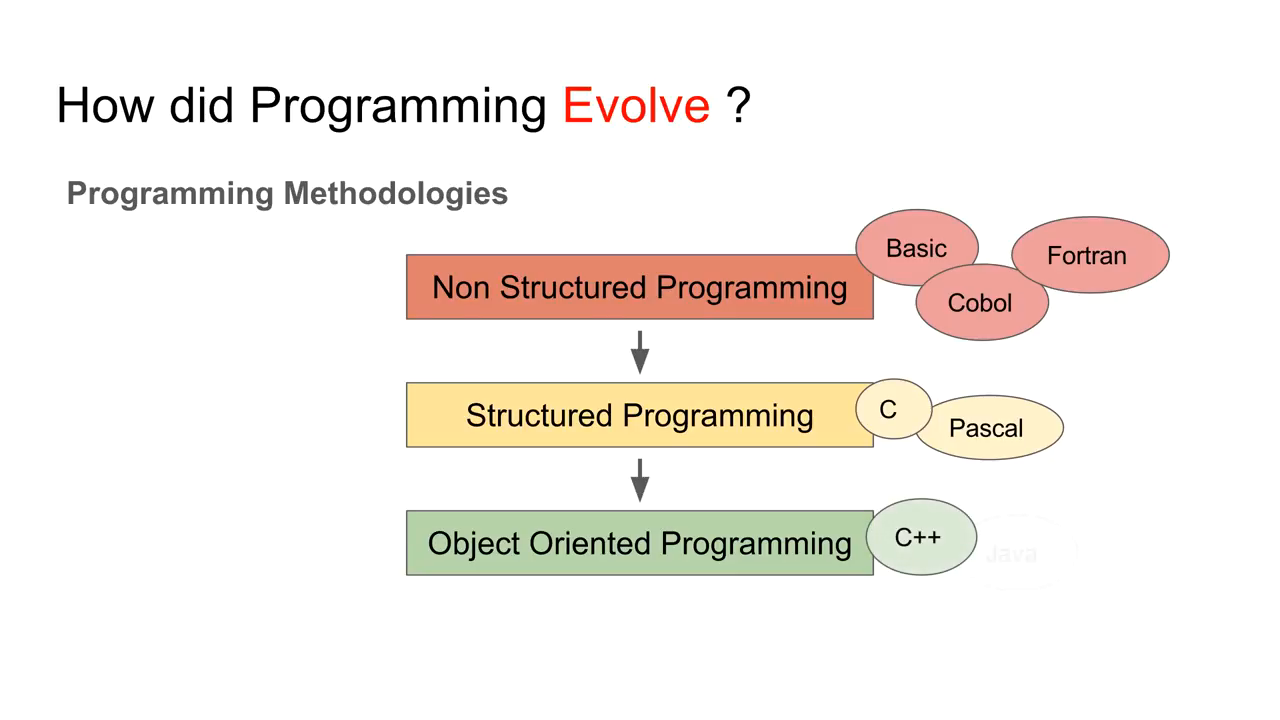 How did Programming Evolve ?
Programming Methodologies
Non Structured Programming
Basic
Cobol
Fortran
Structured Programming
C
Pascal
Object Oriented Programming
C++
Java